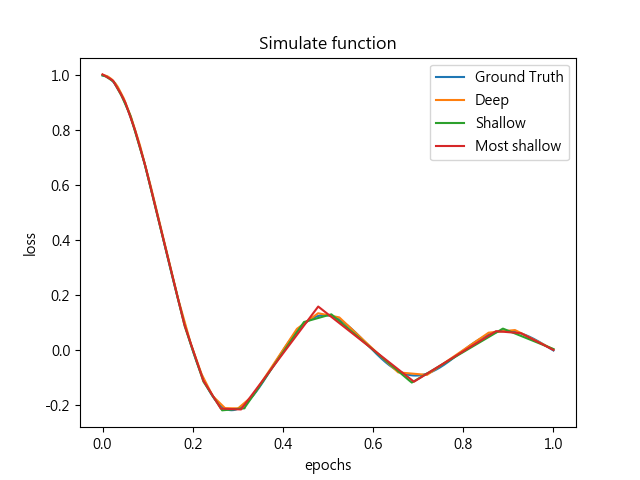 Simulate function
Ground Truth
Deep
Shallow
Most shallow
1.0
0.8
0.6
0.4
0.2
0.0
-0.2
loss
0.0 0.2 0.4 0.6 0.8 1.0
epochs